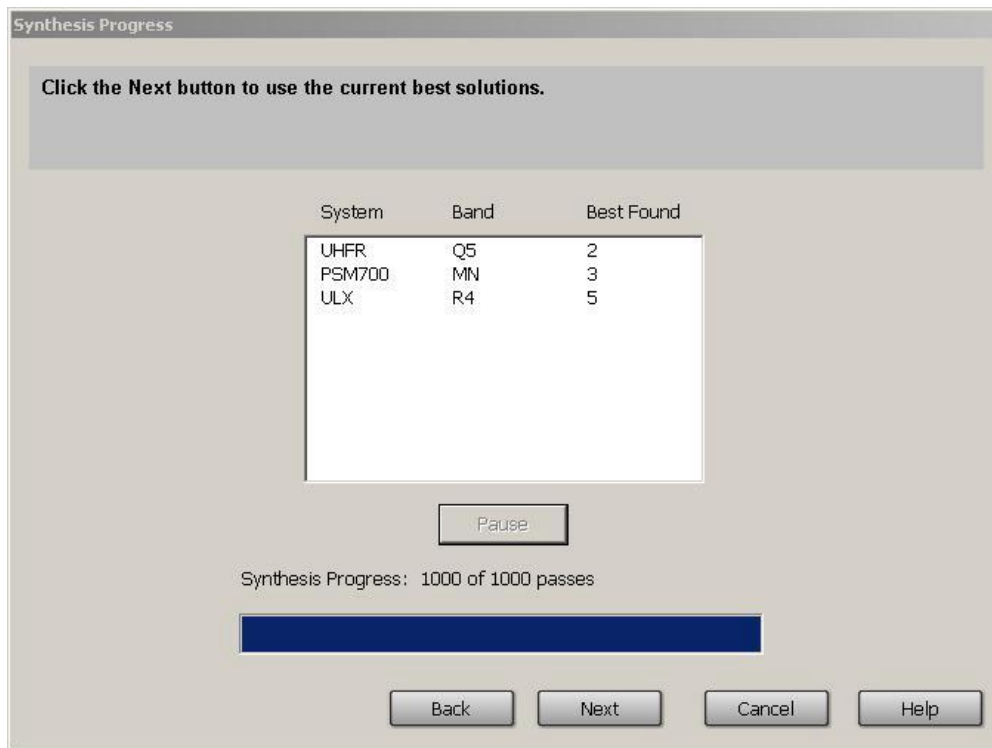 Synthesis Progress
Click the Next button to use the current best solutions.
System Band Best Found
UHFR Q5 2
PSM700 MN 3
ULX R4 5
Pause
Synthesis Progress: 1000 of 1000 passes
Back Next Cancel Help